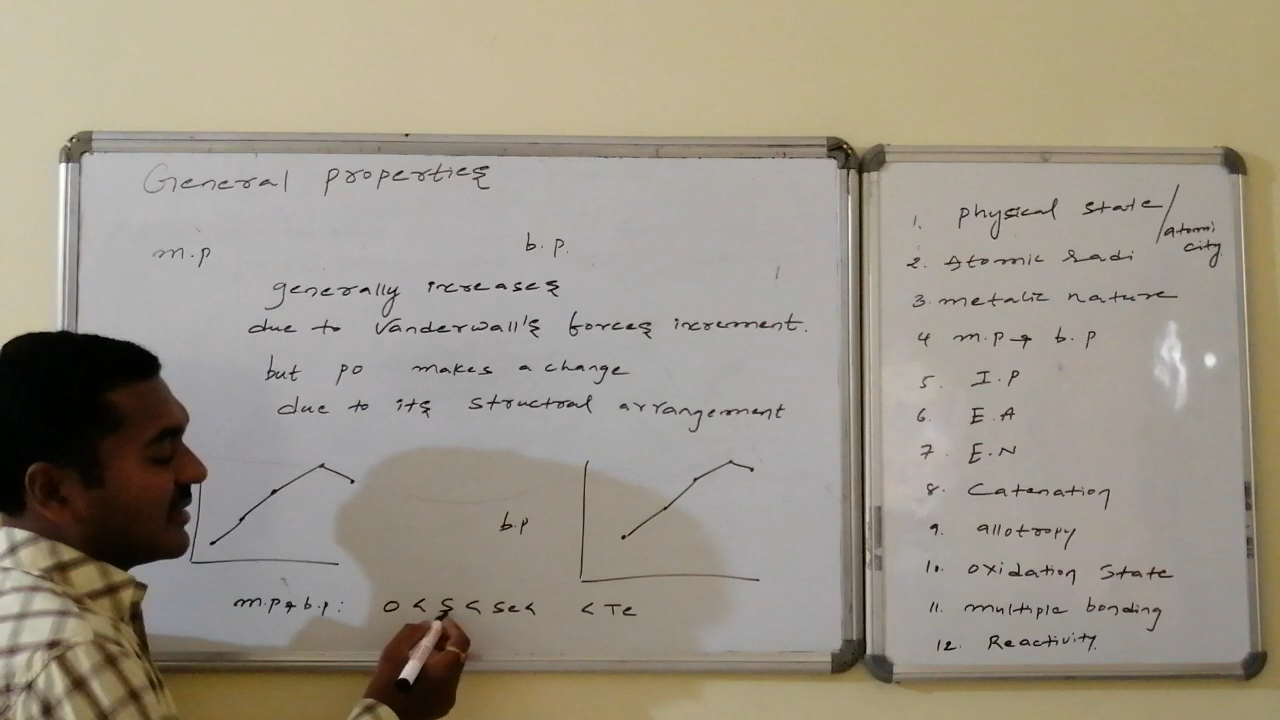 General properties
m.p b.p.
generally increases
due to Vanderwall's forces increment.
but po makes a change
due to its structral arrangement
b.p
m.p & b.p: O < S < Se < < Te
1. Physical state / atomicity
2. Atomic radi
3. metalic nature
4 m.p & b.p
5. I.P
6. E.A
7. E.N
8. Catenation
9. allotropy
10. oxidation state
11. multiple bonding
12. Reactivity.